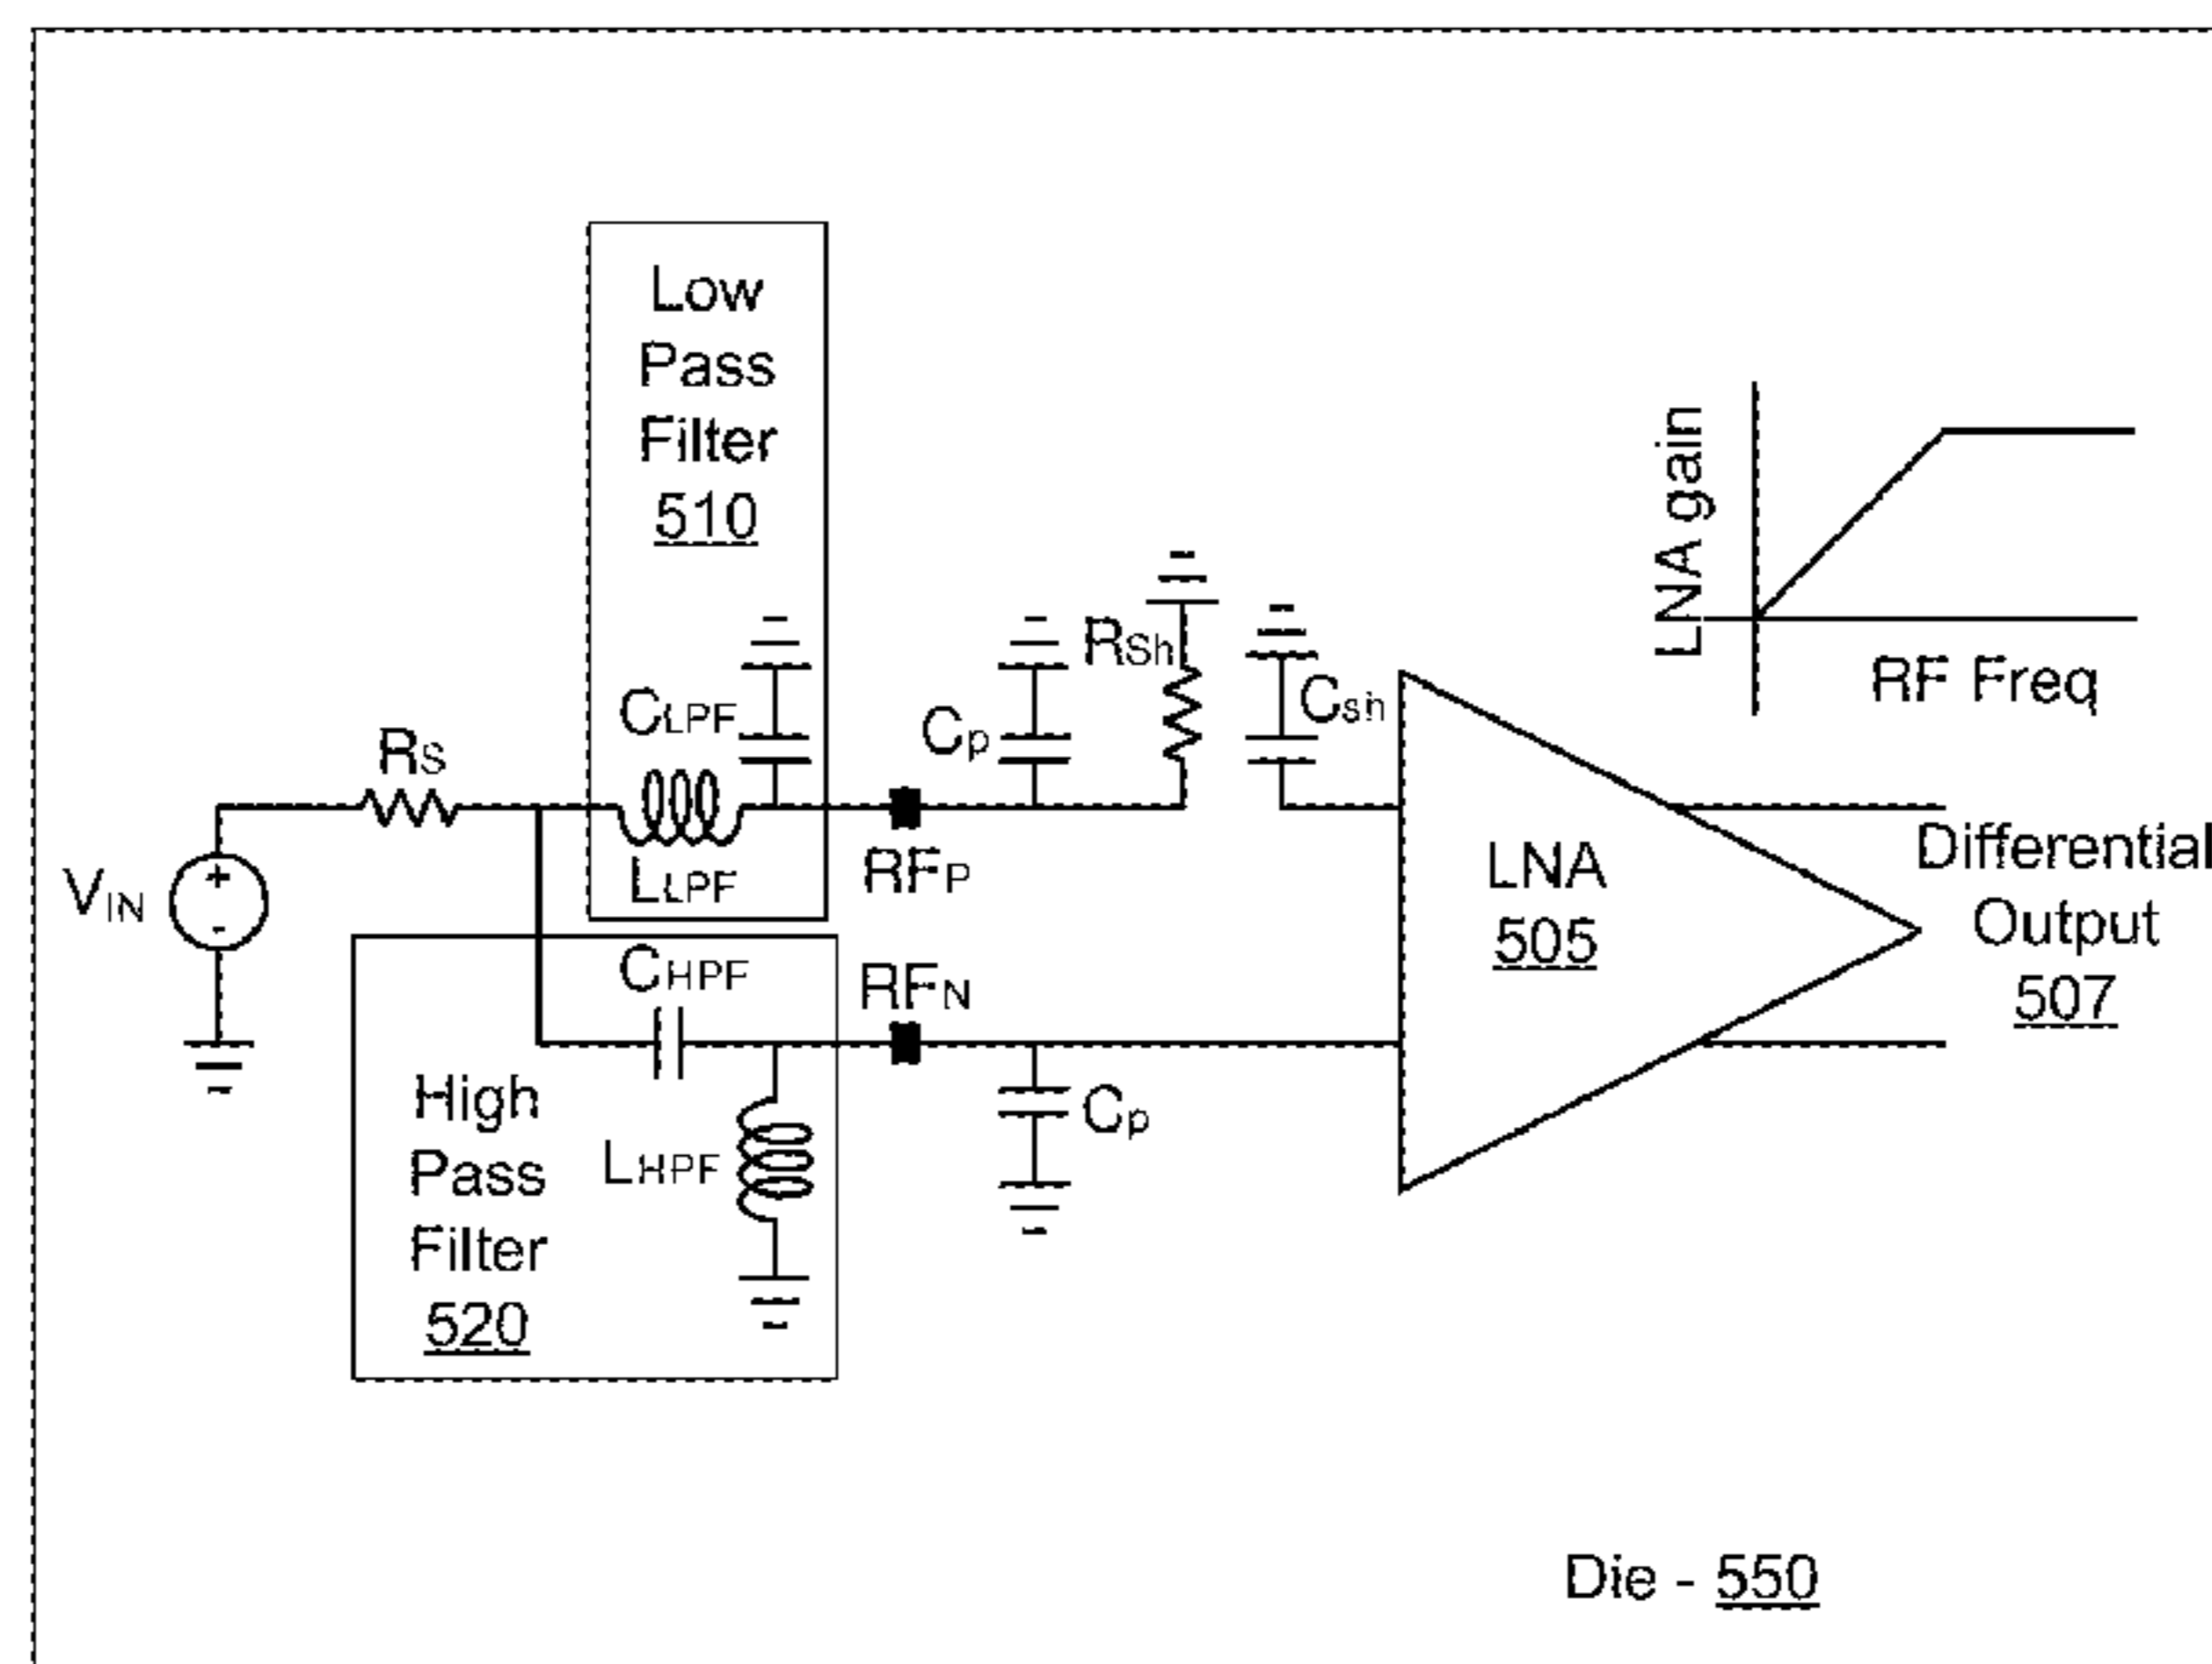 Low
Pass
Filter
510
LNA gain
RF Freq
RSh
Csh
CLPF
Cp
RS
LLPF
RFP
VIN
+
-
LNA
505
Differential
Output
507
CHPF
RFN
High
Pass
Filter
520
LHPF
Cp
Die - 550